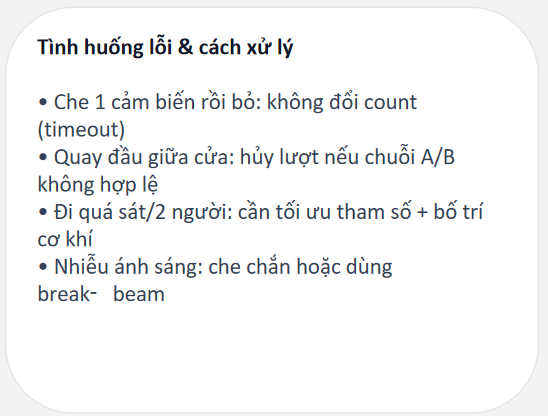 Tình huống lỗi & cách xử lý
• Che 1 cảm biến rồi bỏ: không đổi count
(timeout)
• Quay đầu giữa cửa: hủy lượt nếu chuỗi A/B
không hợp lệ
• Đi quá sát/2 người: cần tối ưu tham số + bố trí
cơ khí
• Nhiễu ánh sáng: che chắn hoặc dùng
break- beam